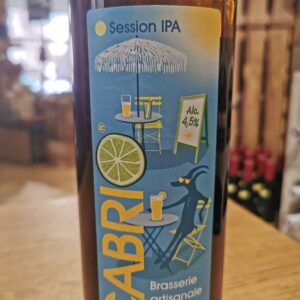 Session IPA
Alc.
4,5%
CABRI
Brasserie
artisanale